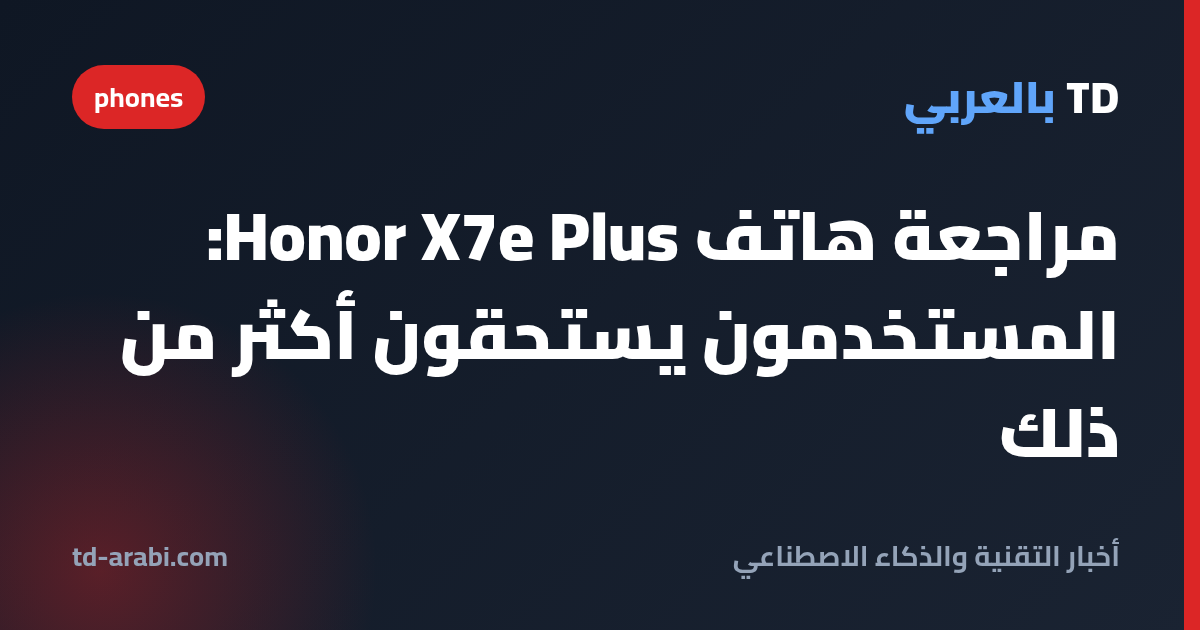 TD بالعربي
phones
مراجعة هاتف Honor X7e Plus:
المستخدمون يستحقون أكثر من
ذلك
أخبار التقنية والذكاء الاصطناعي
td-arabi.com